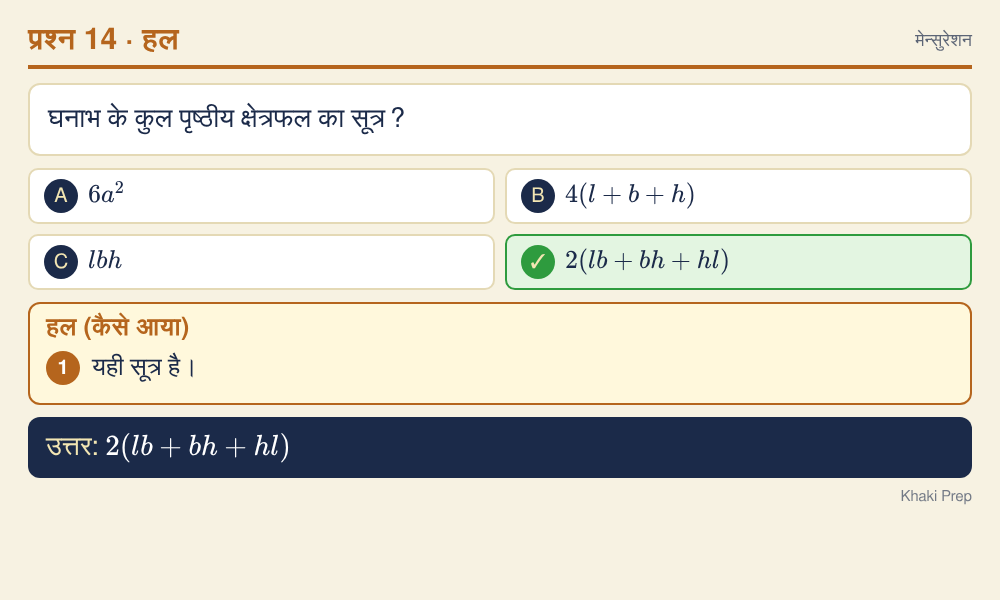 प्रश्न 14 · हल
मेन्सुरेशन
घनाभ के कुल पृष्ठीय क्षेत्रफल का सूत्र ?
A 6a²
B 4(l + b + h)
C lbh
✓ 2(lb + bh + hl)
हल (कैसे आया)
1 यही सूत्र है।
उत्तर: 2(lb + bh + hl)
Khaki Prep